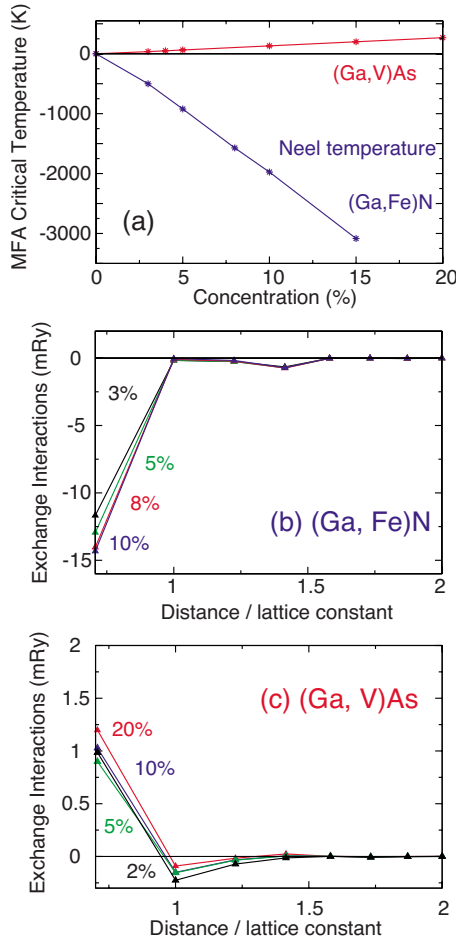 MFA Critical Temperature (K)
0
-1000
-2000
-3000
(Ga,V)As
Neel temperature
(Ga,Fe)N
(a)
0 5 10 15 20
Concentration (%)
Exchange Interactions (mRy)
0
-5
-10
-15
3%
5%
8%
10%
(b) (Ga, Fe)N
1 1.5 2
Distance / lattice constant
Exchange Interactions (mRy)
2
1.5
1
0.5
0
(c) (Ga, V)As
20%
10%
5%
2%
1 1.5 2
Distance / lattice constant